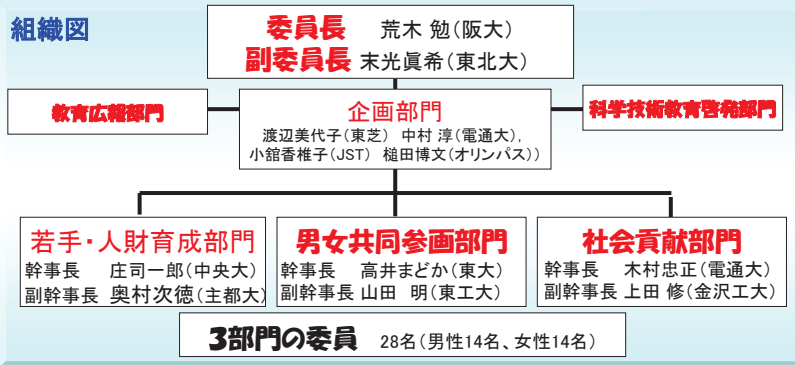 組織図
委員長 荒木 勉(阪大)
副委員長 末光眞希(東北大)
教育広報部門
企画部門
渡辺美代子(東芝) 中村 淳(電通大),
小舘香椎子(JST) 槌田博文(オリンパス))
科学技術教育啓発部門
若手・人財育成部門
幹事長 庄司一郎(中央大)
副幹事長 奥村次徳(主都大)
男女共同参画部門
幹事長 高井まどか(東大)
副幹事長 山田 明(東工大)
社会貢献部門
幹事長 木村忠正(電通大)
副幹事長 上田 修(金沢工大)
3部門の委員 28名(男性14名、女性14名)